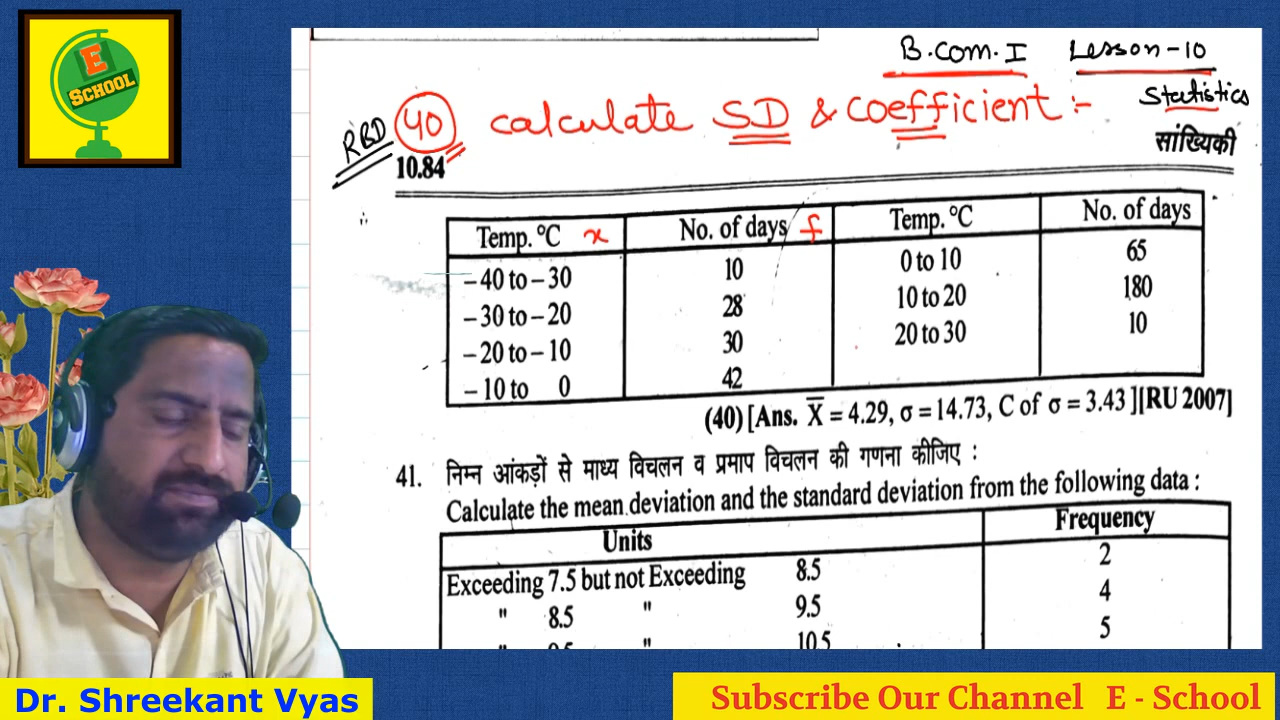 E
SCHOOL
B.Com.I Lesson-10
RBD 40 Calculate SD & Coefficient :- Statistics
10.84 सांख्यिकी
∴
Temp. °C x No. of days f Temp. °C No. of days
– 40 to – 30 10 0 to 10 65
– 30 to – 20 28 10 to 20 180
– 20 to – 10 30 20 to 30 10
– 10 to 0 42
(40) [Ans. X̅ = 4.29, σ = 14.73, C of σ = 3.43 ][RU 2007]
41. निम्न आंकड़ों से माध्य विचलन व प्रमाप विचलन की गणना कीजिए :
Calculate the mean deviation and the standard deviation from the following data :
Units Frequency
Exceeding 7.5 but not Exceeding 8.5 2
" 8.5 " 9.5 4
" 9.5 " 10.5 5
Dr. Shreekant Vyas
Subscribe Our Channel E - School